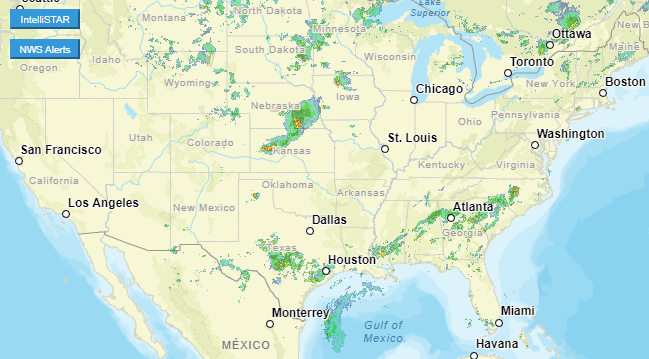 Seattle
IntelliSTAR
NWS Alerts
Montana
North Dakota
Minnesota
Lake
Superior
Ottawa
Maine
Oregon
Idaho
South Dakota
Wisconsin
Toronto
Wyoming
Chicago
New York
Boston
Nebraska
Iowa
Pennsylvania
Utah
Colorado
Ohio
Washington
San Francisco
Kansas
St. Louis
Kentucky
Virginia
California
Oklahoma
Arkansas
Los Angeles
New Mexico
Dallas
Atlanta
Georgia
Texas
Houston
Monterrey
Miami
Gulf of
México
MÉXICO
Havana